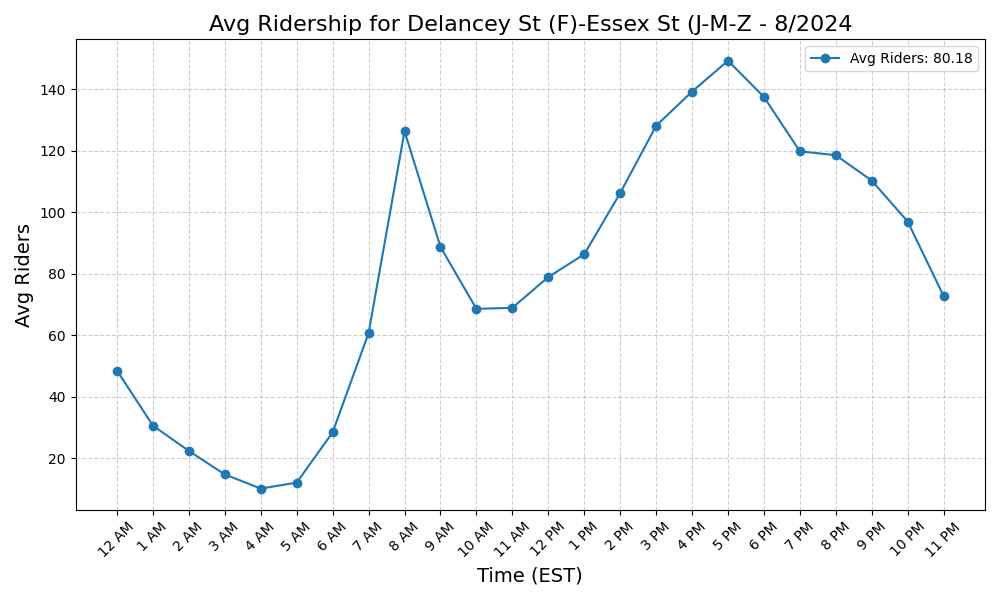 Avg Ridership for Delancey St (F)-Essex St (J-M-Z - 8/2024
Avg Riders: 80.18
Avg Riders
140
120
100
80
60
40
20
12 AM
1 AM
2 AM
3 AM
4 AM
5 AM
6 AM
7 AM
8 AM
9 AM
10 AM
11 AM
12 PM
1 PM
2 PM
3 PM
4 PM
5 PM
6 PM
7 PM
8 PM
9 PM
10 PM
11 PM
Time (EST)